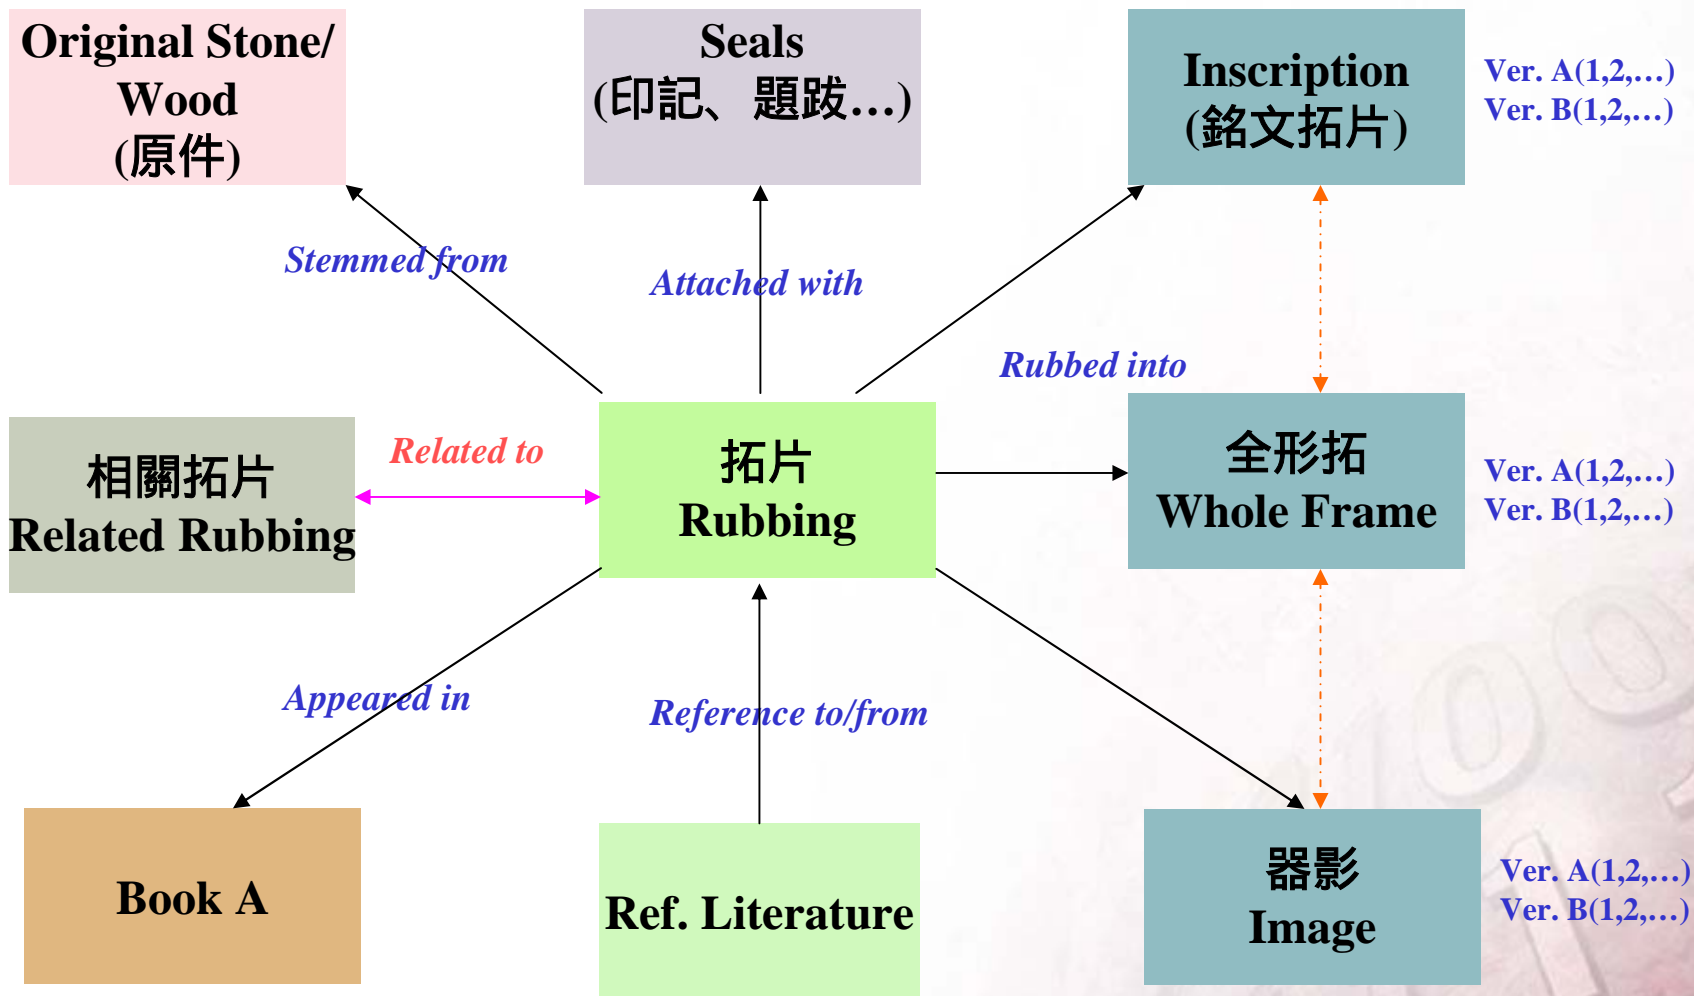 Original Stone/
Wood
(原件)
Seals
(印記、題跋…)
Inscription
(銘文拓片)
Ver. A(1,2,…)
Ver. B(1,2,…)
Stemmed from
Attached with
Rubbed into
相關拓片
Related Rubbing
Related to
拓片
Rubbing
全形拓
Whole Frame
Ver. A(1,2,…)
Ver. B(1,2,…)
Appeared in
Reference to/from
Book A
Ref. Literature
器影
Image
Ver. A(1,2,…)
Ver. B(1,2,…)